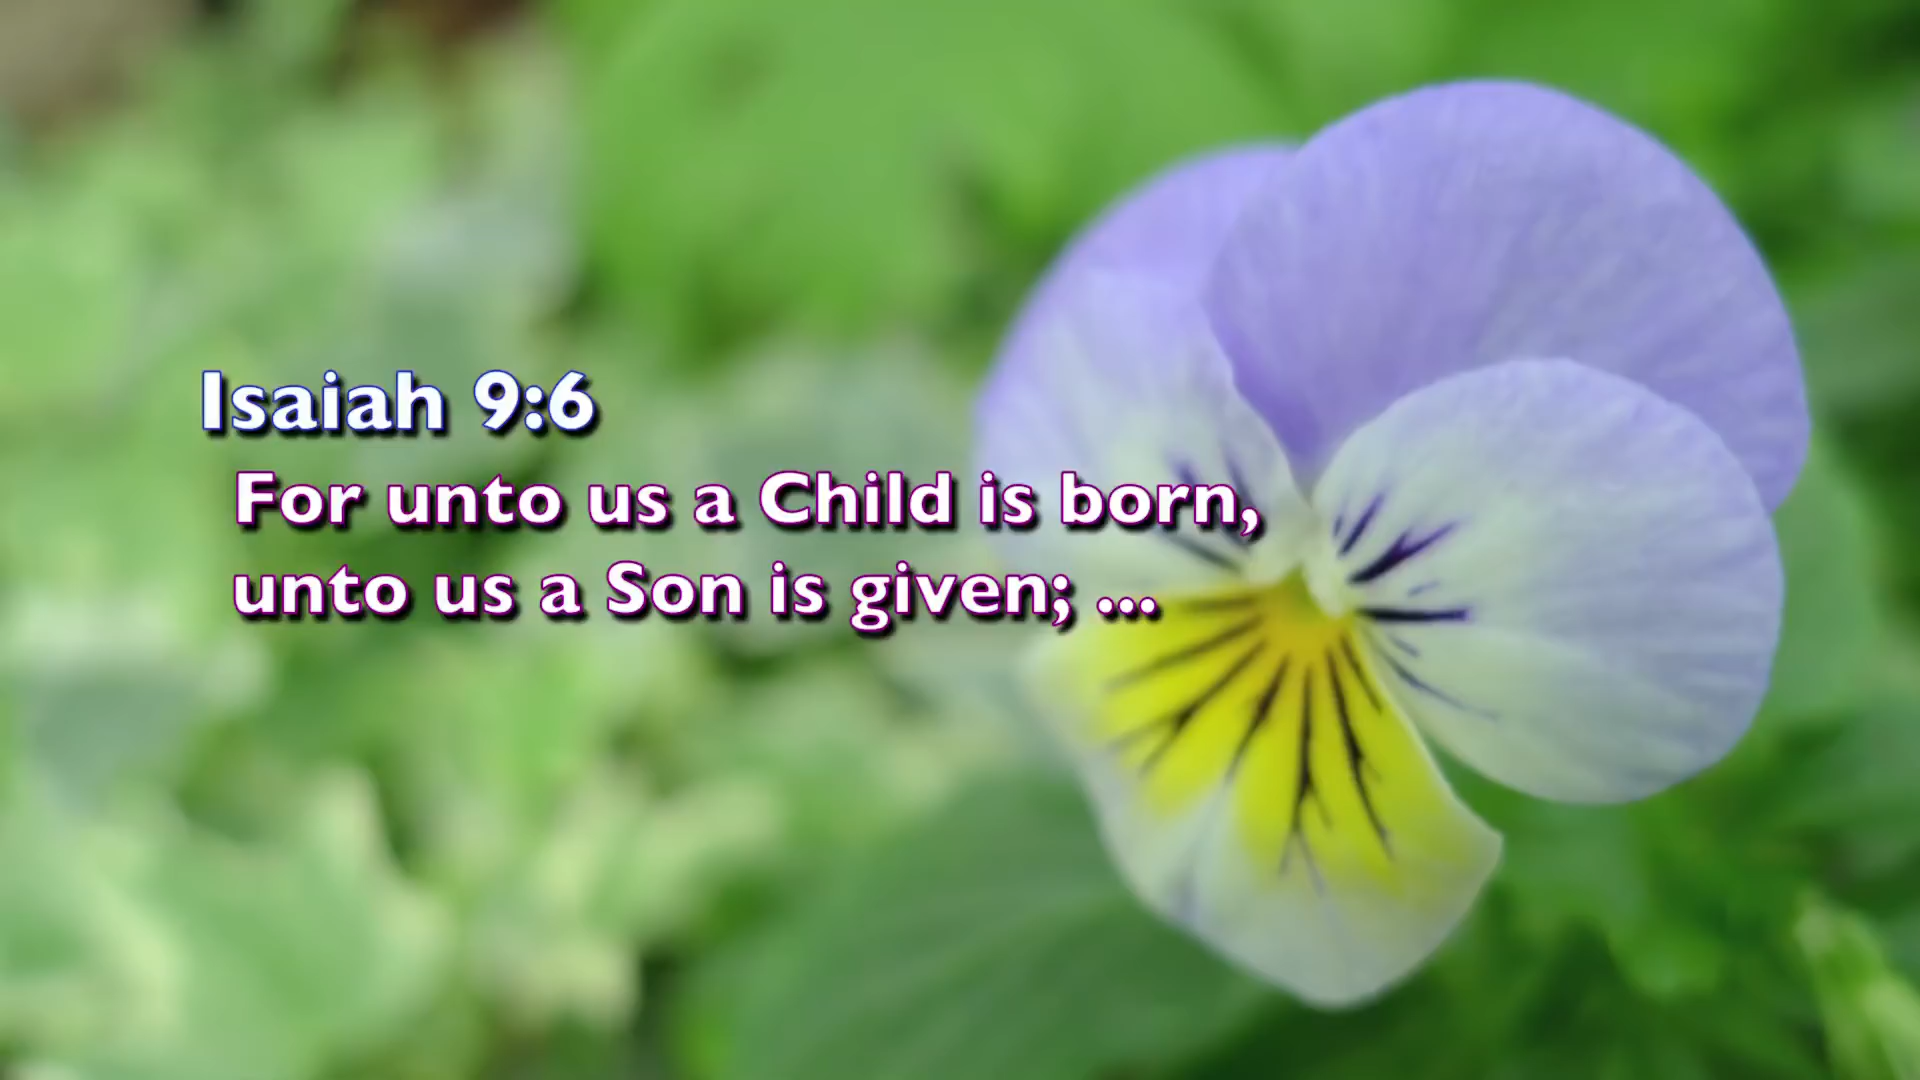 Isaiah 9:6
For unto us a Child is born,
unto us a Son is given; ...